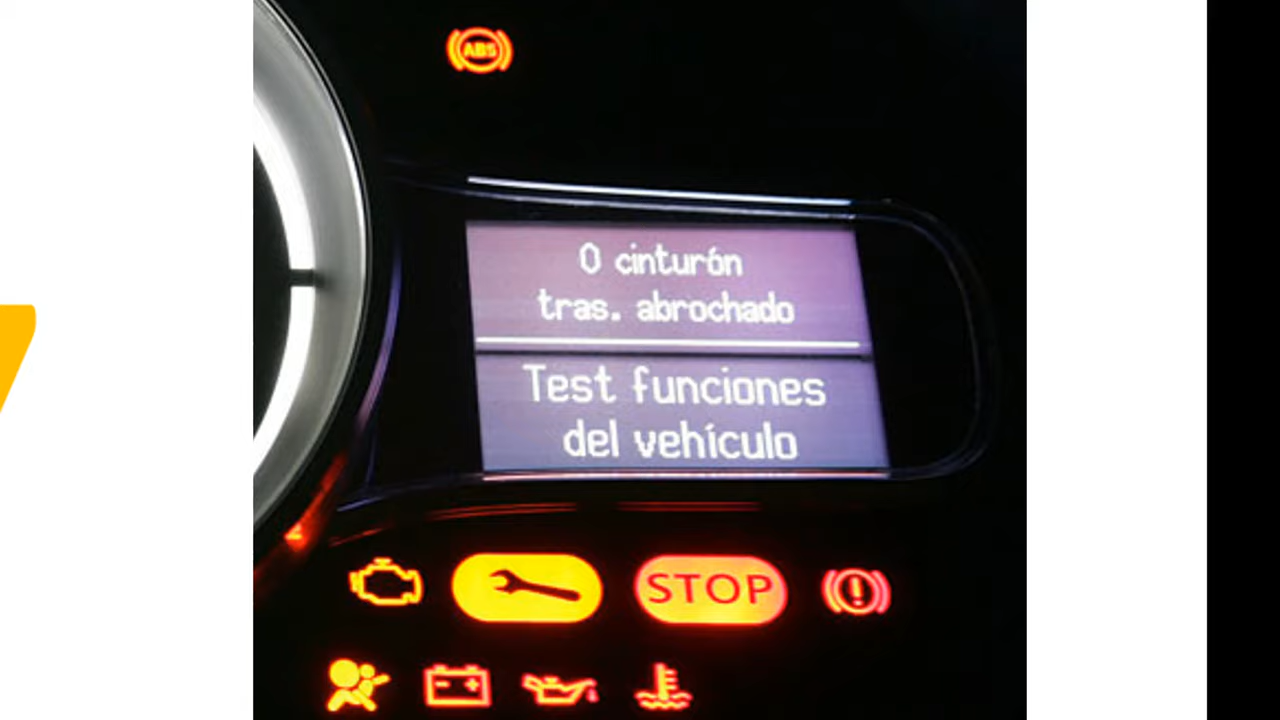 ABS
0 cinturón
tras. abrochado
Test funciones
del vehículo
STOP